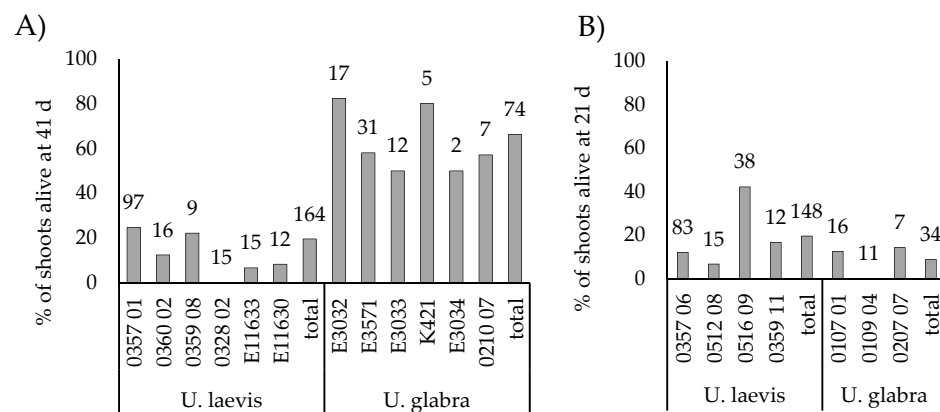 A)
% of shoots alive at 41 d
100
80
60
40
20
0
97
16
9
15
15
12
164
17
31
12
5
2
7
74
0357 01
0360 02
0359 08
0328 02
E11633
E11630
total
E3032
E3571
E3033
K421
E3034
0210 07
total
U. laevis
U. glabra
B)
% of shoots alive at 21 d
100
80
60
40
20
0
83
15
38
12
148
16
11
7
34
0357 06
0512 08
0516 09
0359 11
total
0107 01
0109 04
0207 07
total
U. laevis
U. glabra